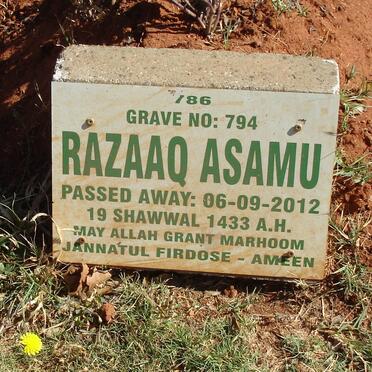 786
GRAVE NO: 794
RAZAAQ ASAMU
PASSED AWAY: 06-09-2012
19 SHAWWAL 1433 A.H.
MAY ALLAH GRANT MARHOOM
JANNATUL FIRDOSE - AMEEN